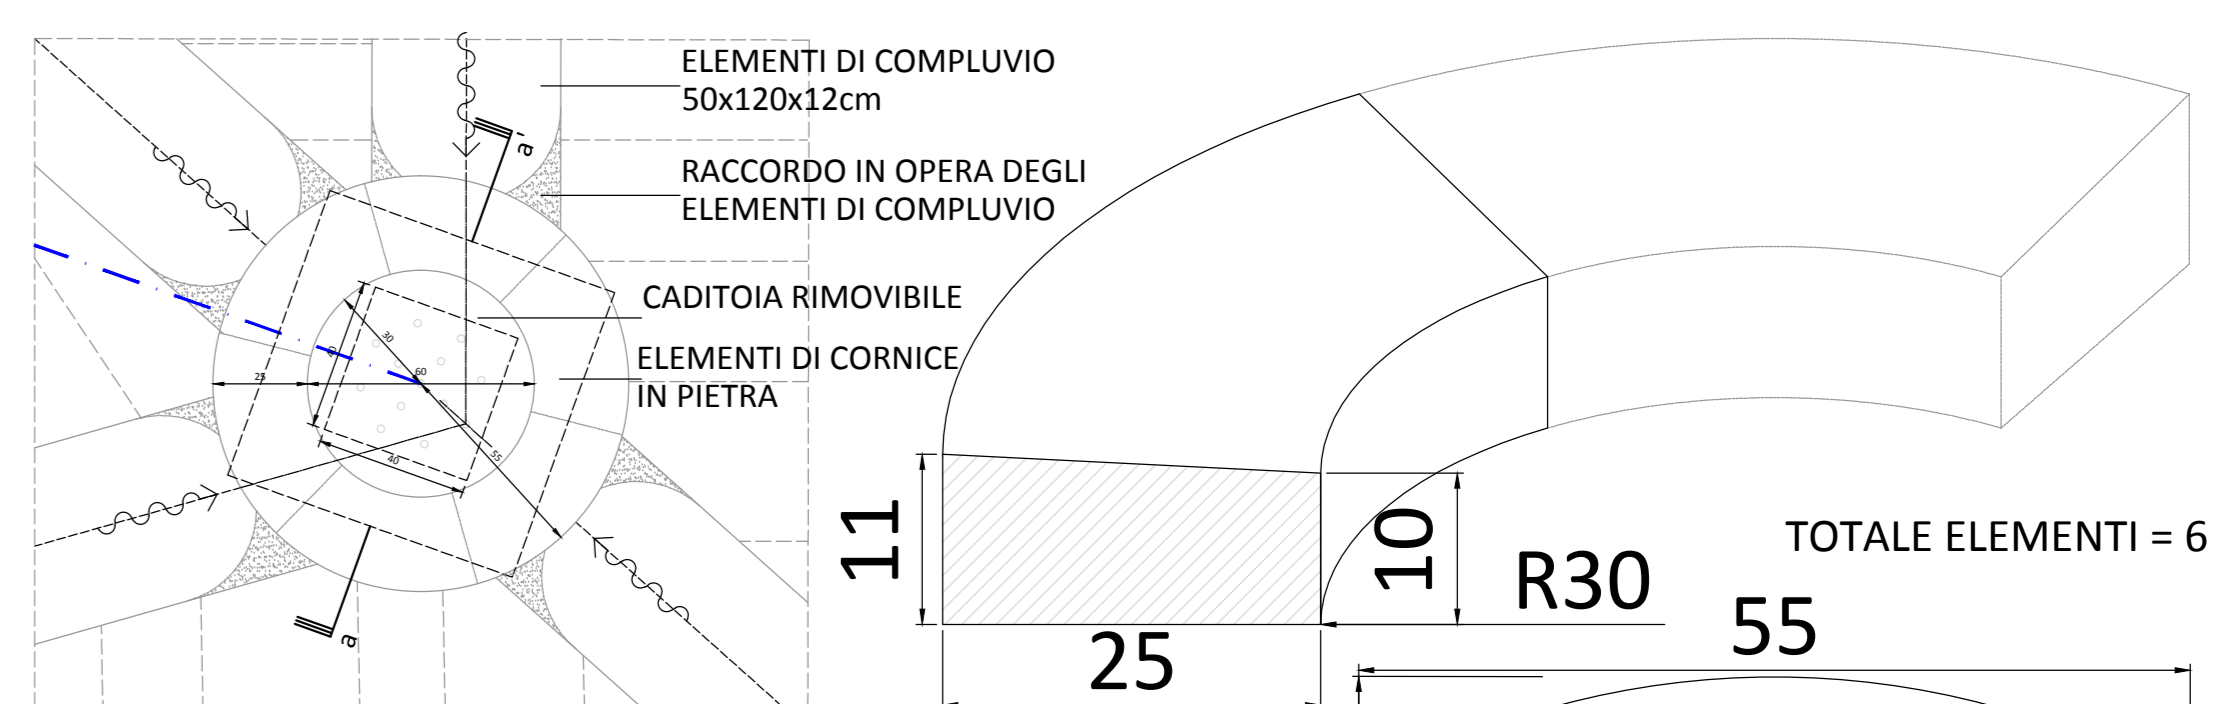 ELEMENTI DI COMPLUVIO
50x120x12cm
a'
RACCORDO IN OPERA DEGLI
ELEMENTI DI COMPLUVIO
CADITOIA RIMOVIBILE
ELEMENTI DI CORNICE
IN PIETRA
30
25
60
40
55
a
11
10
25
R30
TOTALE ELEMENTI = 6
55